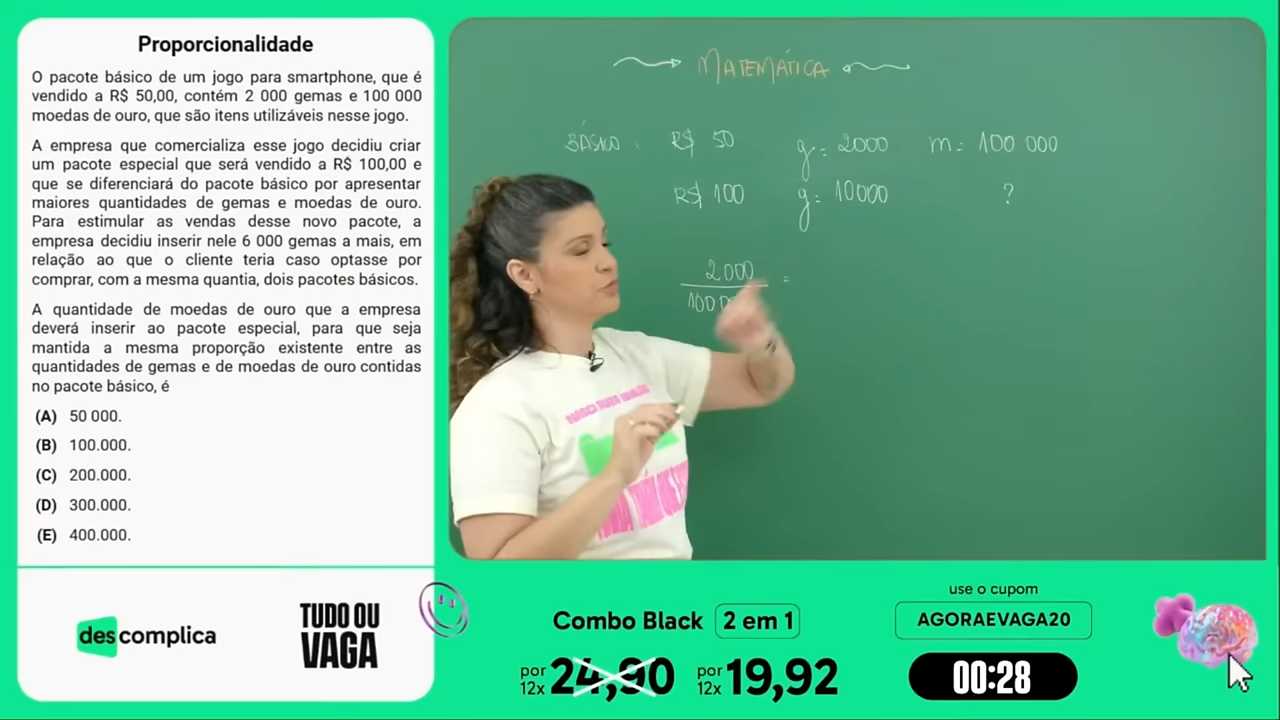 Proporcionalidade
O pacote básico de um jogo para smartphone, que é
vendido a R$ 50,00, contém 2 000 gemas e 100 000
moedas de ouro, que são itens utilizáveis nesse jogo.
A empresa que comercializa esse jogo decidiu criar
um pacote especial que será vendido a R$ 100,00 e
que se diferenciará do pacote básico por apresentar
maiores quantidades de gemas e moedas de ouro.
Para estimular as vendas desse novo pacote, a
empresa decidiu inserir nele 6 000 gemas a mais, em
relação ao que o cliente teria caso optasse por
comprar, com a mesma quantia, dois pacotes básicos.
A quantidade de moedas de ouro que a empresa
deverá inserir ao pacote especial, para que seja
mantida a mesma proporção existente entre as
quantidades de gemas e de moedas de ouro contidas
no pacote básico, é
(A) 50 000.
(B) 100.000.
(C) 200.000.
(D) 300.000.
(E) 400.000.
MATEMÁTICA
BÁSICO: R$ 50 g = 2000 m = 100 000
R$ 100 g = 10000 ?
2000 =
descomplica
TUDO OU
VAGA
Combo Black 2 em 1
por 12x 24,90 por 12x 19,92
use o cupom
AGORAEVAGA20
00:28